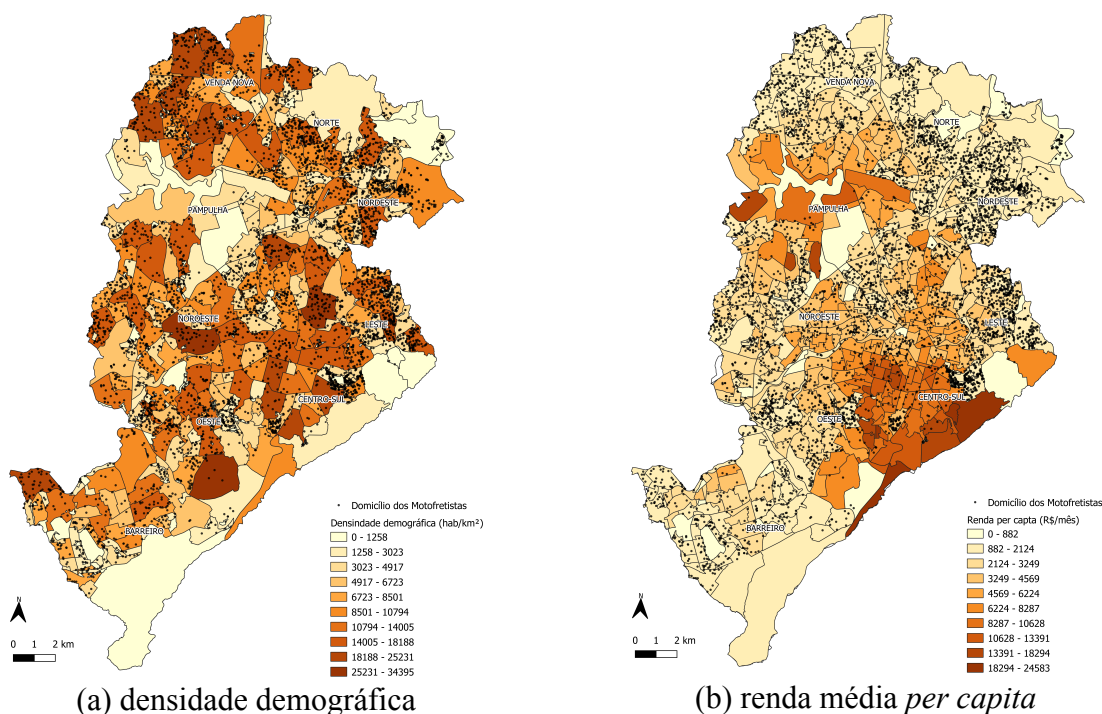 VENDA NOVA
NORTE
NORDESTE
PAMPULHA
NOROESTE
LESTE
CENTRO-SUL
OESTE
BARREIRO
N
0 1 2 km
• Domicílio dos Motofretistas
Densindade demográfica (hab/km²)
0 - 1258
1258 - 3023
3023 - 4917
4917 - 6723
6723 - 8501
8501 - 10794
10794 - 14005
14005 - 18188
18188 - 25231
25231 - 34395
(a) densidade demográfica
VENDA NOVA
NORTE
NORDESTE
PAMPULHA
NOROESTE
LESTE
CENTRO-SUL
OESTE
BARREIRO
N
0 1 2 km
• Domicílio dos Motofretistas
Renda per capta (R$/mês)
0 - 882
882 - 2124
2124 - 3249
3249 - 4569
4569 - 6224
6224 - 8287
8287 - 10628
10628 - 13391
13391 - 18294
18294 - 24583
(b) renda média per capita